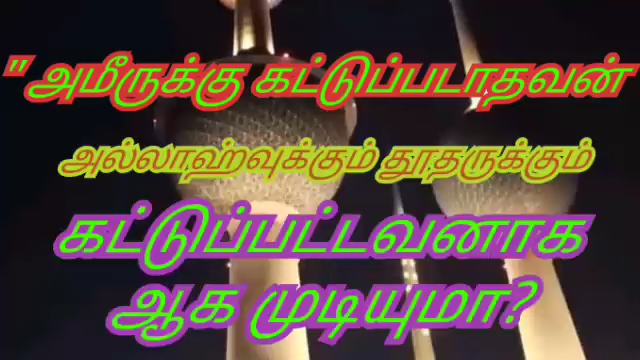 "அமீருக்கு கட்டுப்படாதவன்
அல்லாஹ்வுக்கும் தூதருக்கும்
கட்டுப்பட்டவனாக
ஆக முடியுமா?